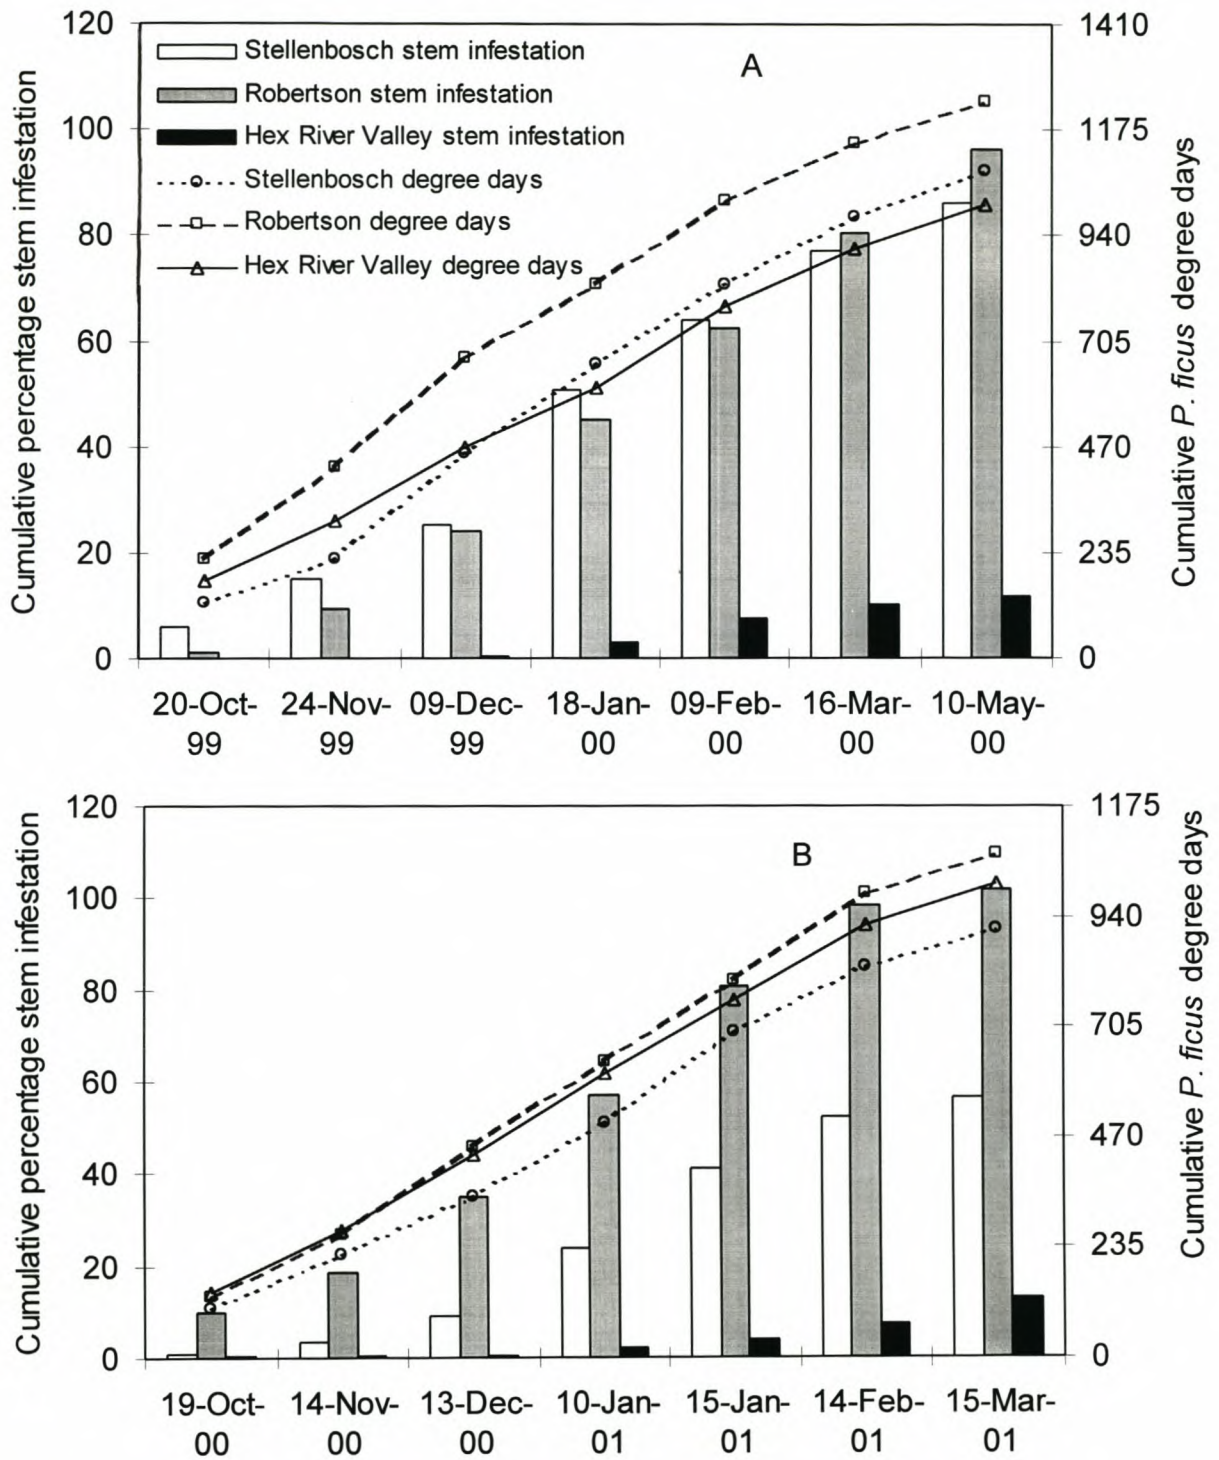 Cumulative percentage stem infestation
120
100
80
60
40
20
0
Stellenbosch stem infestation
Robertson stem infestation
Hex River Valley stem infestation
Stellenbosch degree days
Robertson degree days
Hex River Valley degree days
A
1410
1175
940
705
470
235
0
Cumulative P. ficus degree days
20-Oct-99
24-Nov-99
09-Dec-99
18-Jan-00
09-Feb-00
16-Mar-00
10-May-00
Cumulative percentage stem infestation
120
100
80
60
40
20
0
B
1175
940
705
470
235
0
Cumulative P. ficus degree days
19-Oct-00
14-Nov-00
13-Dec-00
10-Jan-01
15-Jan-01
14-Feb-01
15-Mar-01